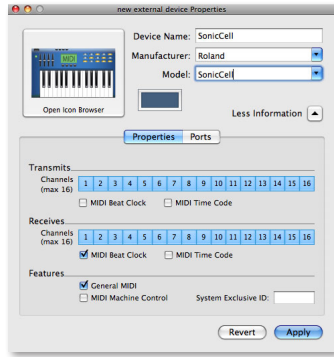 new external device Properties
Device Name: SonicCell
Manufacturer: Roland
Model: SonicCell
MIDI
Open Icon Browser
Less Information
Properties Ports
Transmits
Channels (max 16) 1 2 3 4 5 6 7 8 9 10 11 12 13 14 15 16
MIDI Beat Clock MIDI Time Code
Receives
Channels (max 16) 1 2 3 4 5 6 7 8 9 10 11 12 13 14 15 16
MIDI Beat Clock MIDI Time Code
Features
General MIDI
MIDI Machine Control System Exclusive ID:
Revert Apply